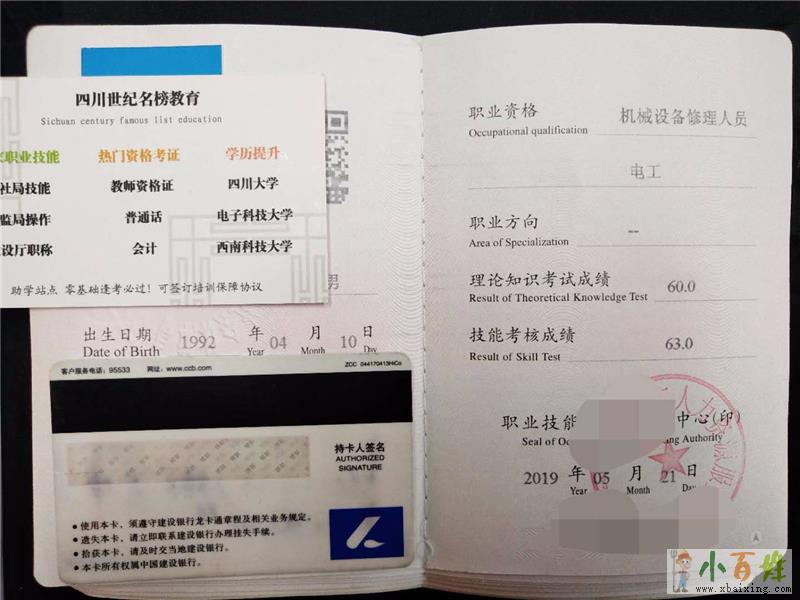 四川世纪名榜教育
Sichuan century famous list education
职业技能 热门资格考证 学历提升
社局技能 教师资格证 四川大学
监局操作 普通话 电子科技大学
设厅职称 会计 西南科技大学
助学站点 零基础逢考必过！可签订培训保障协议
男
出生日期 1992 年 04 月 10 日
Date of Birth Year Month Day
客户服务电话：95533 网址：www.ccb.com ZCC 044170413HiCo
持卡人签名
AUTHORIZED
SIGNATURE
• 使用本卡，须遵守建设银行龙卡通章程及相关业务规定。
• 遗失本卡，请立即联系建设银行办理挂失手续。
• 拾获本卡，请及时交当地建设银行。
• 本卡所有权属中国建设银行。
职业资格 机械设备修理人员
Occupational qualification
电工
职业方向 --
Area of Specialization
理论知识考试成绩 60.0
Result of Theoretical Knowledge Test
技能考核成绩 63.0
Result of Skill Test
职业技能 中心(印)
Seal of Oc ing Authority
2019 年 05 月 21 日
Year Month Day
人力资源服
A
小百姓
www.xbaixing.com